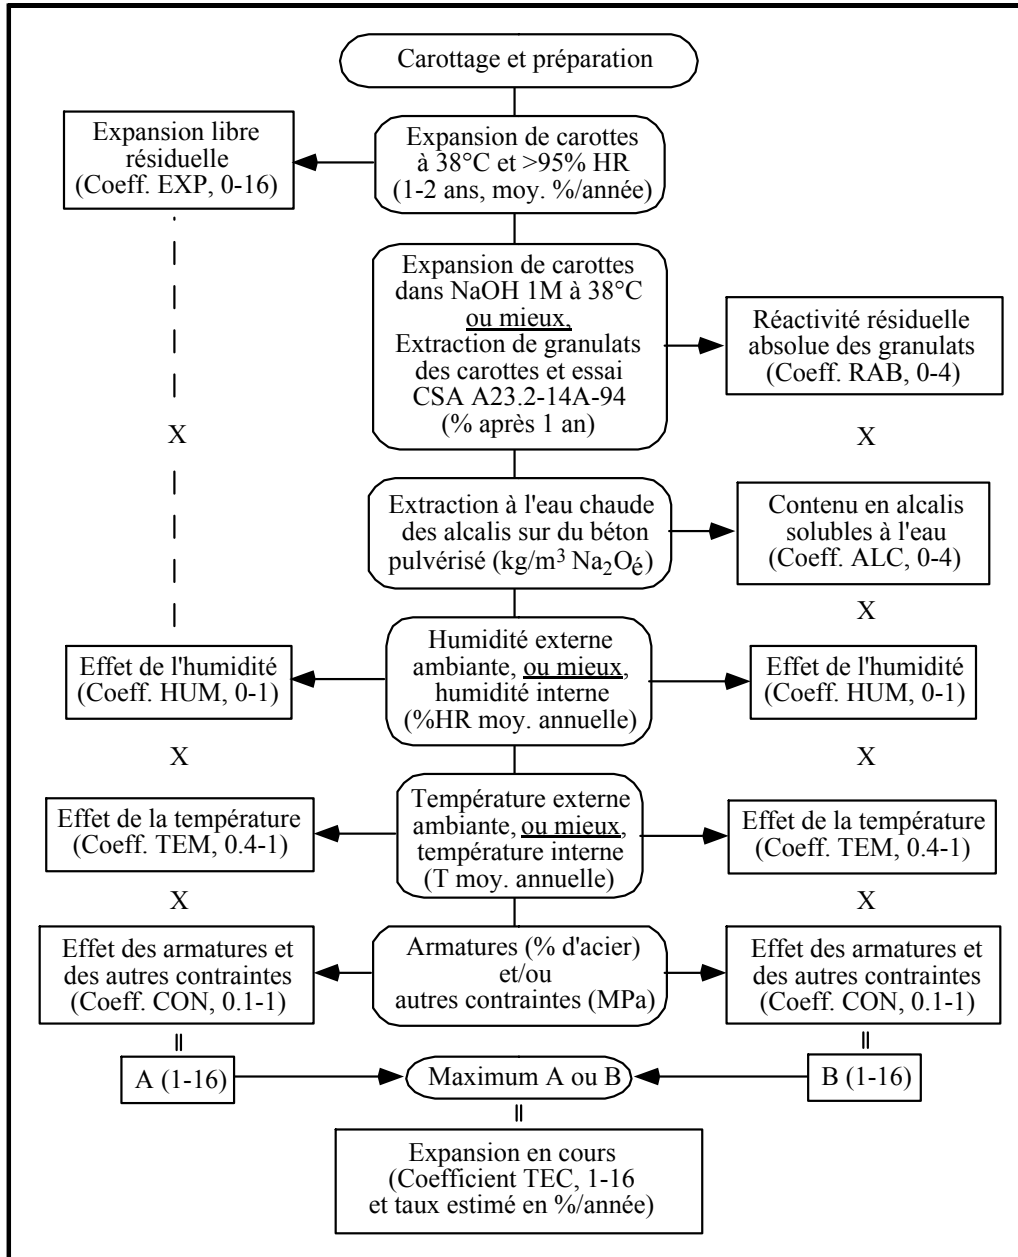 Carottage et préparation
Expansion libre
résiduelle
(Coeff. EXP, 0-16)
Expansion de carottes
à 38°C et >95% HR
(1-2 ans, moy. %/année)
Expansion de carottes
dans NaOH 1M à 38°C
ou mieux,
Extraction de granulats
des carottes et essai
CSA A23.2-14A-94
(% après 1 an)
Réactivité résiduelle
absolue des granulats
(Coeff. RAB, 0-4)
X
X
Extraction à l'eau chaude
des alcalis sur du béton
pulvérisé (kg/m³ Na₂Oé)
Contenu en alcalis
solubles à l'eau
(Coeff. ALC, 0-4)
X
Effet de l'humidité
(Coeff. HUM, 0-1)
Humidité externe
ambiante, ou mieux,
humidité interne
(%HR moy. annuelle)
Effet de l'humidité
(Coeff. HUM, 0-1)
X
X
Effet de la température
(Coeff. TEM, 0.4-1)
Température externe
ambiante, ou mieux,
température interne
(T moy. annuelle)
Effet de la température
(Coeff. TEM, 0.4-1)
X
X
Effet des armatures et
des autres contraintes
(Coeff. CON, 0.1-1)
Armatures (% d'acier)
et/ou
autres contraintes (MPa)
Effet des armatures et
des autres contraintes
(Coeff. CON, 0.1-1)
=
=
A (1-16)
Maximum A ou B
B (1-16)
=
Expansion en cours
(Coefficient TEC, 1-16
et taux estimé en %/année)